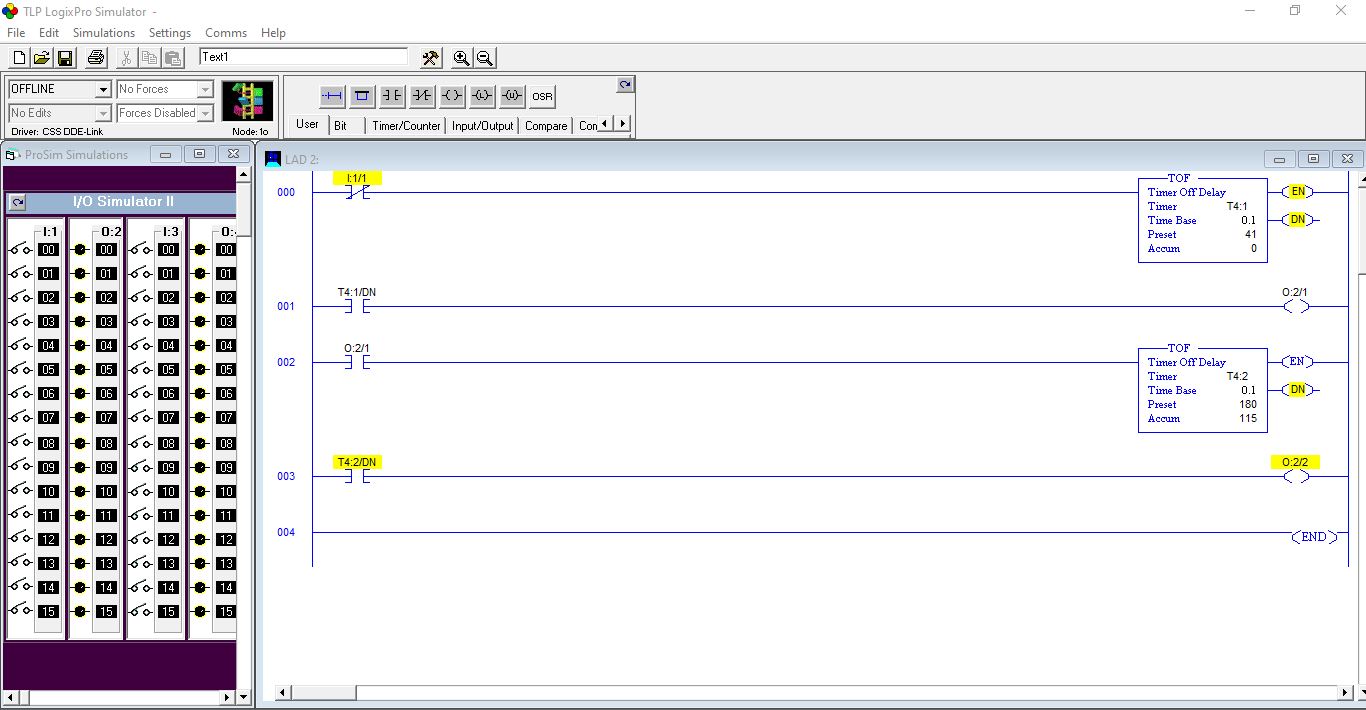 TLP LogixPro Simulator -
File Edit Simulations Settings Comms Help
Text1
OFFLINE No Forces
No Edits Forces Disabled
Driver: CSS DDE-Link Node: 1o
OSR
User Bit Timer/Counter Input/Output Compare Con
ProSim Simulations
I/O Simulator II
I:1 O:2 I:3 O:4
00 00 00 00
01 01 01 01
02 02 02 02
03 03 03 03
04 04 04 04
05 05 05 05
06 06 06 06
07 07 07 07
08 08 08 08
09 09 09 09
10 10 10 10
11 11 11 11
12 12 12 12
13 13 13 13
14 14 14 14
15 15 15 15
LAD 2:
000 I:1/1
TOF
Timer Off Delay EN
Timer T4:1
Time Base 0.1 DN
Preset 41
Accum 0
001 T4:1/DN O:2/1
002 O:2/1
TOF
Timer Off Delay EN
Timer T4:2
Time Base 0.1 DN
Preset 180
Accum 115
003 T4:2/DN O:2/2
004 END